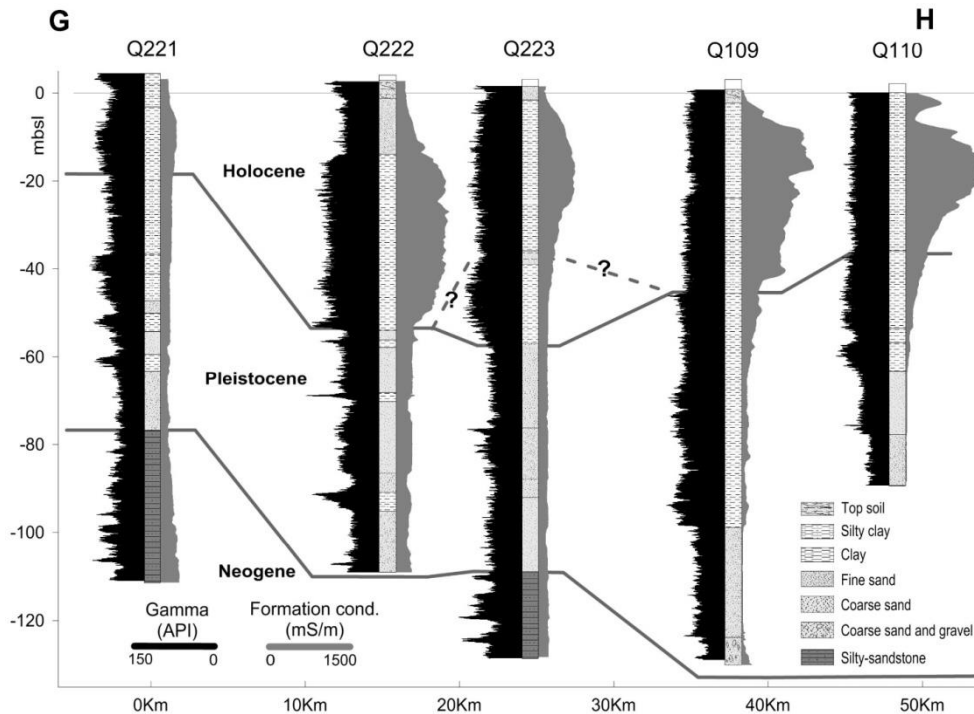 G
H
Q221
Q222
Q223
Q109
Q110
mbsl
0
-20
-40
-60
-80
-100
-120
Holocene
?
?
Pleistocene
Neogene
Gamma
(API)
150 0
Formation cond.
(mS/m)
0 1500
Top soil
Silty clay
Clay
Fine sand
Coarse sand
Coarse sand and gravel
Silty-sandstone
0Km
10Km
20Km
30Km
40Km
50Km